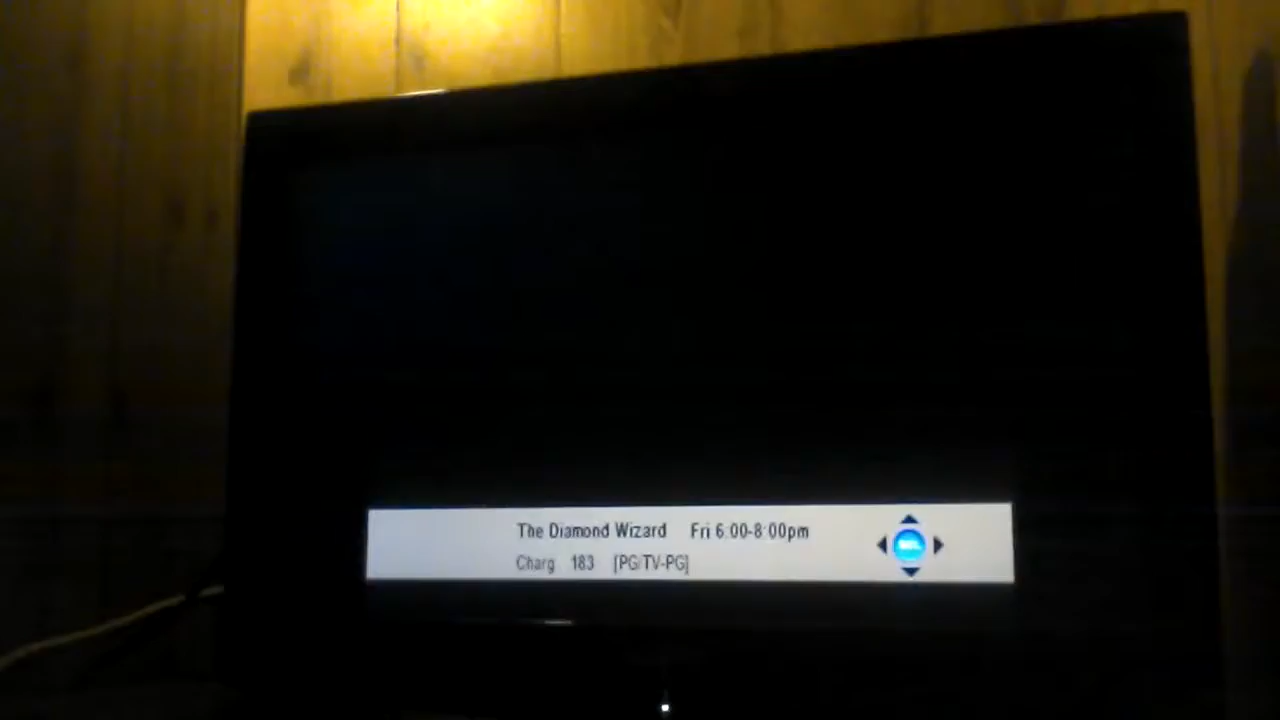 The Diamond Wizard Fri 6:00-8:00pm
Charg 183 [PG/TV-PG]